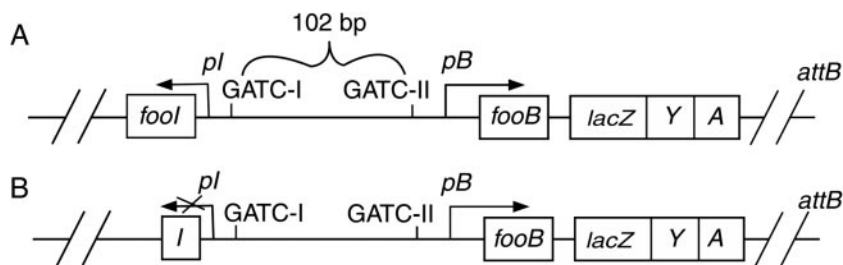 102 bp
A
pI
GATC-I
GATC-II
pB
attB
fooI
fooB
lacZ
Y
A
B
pI
GATC-I
GATC-II
pB
attB
I
fooB
lacZ
Y
A